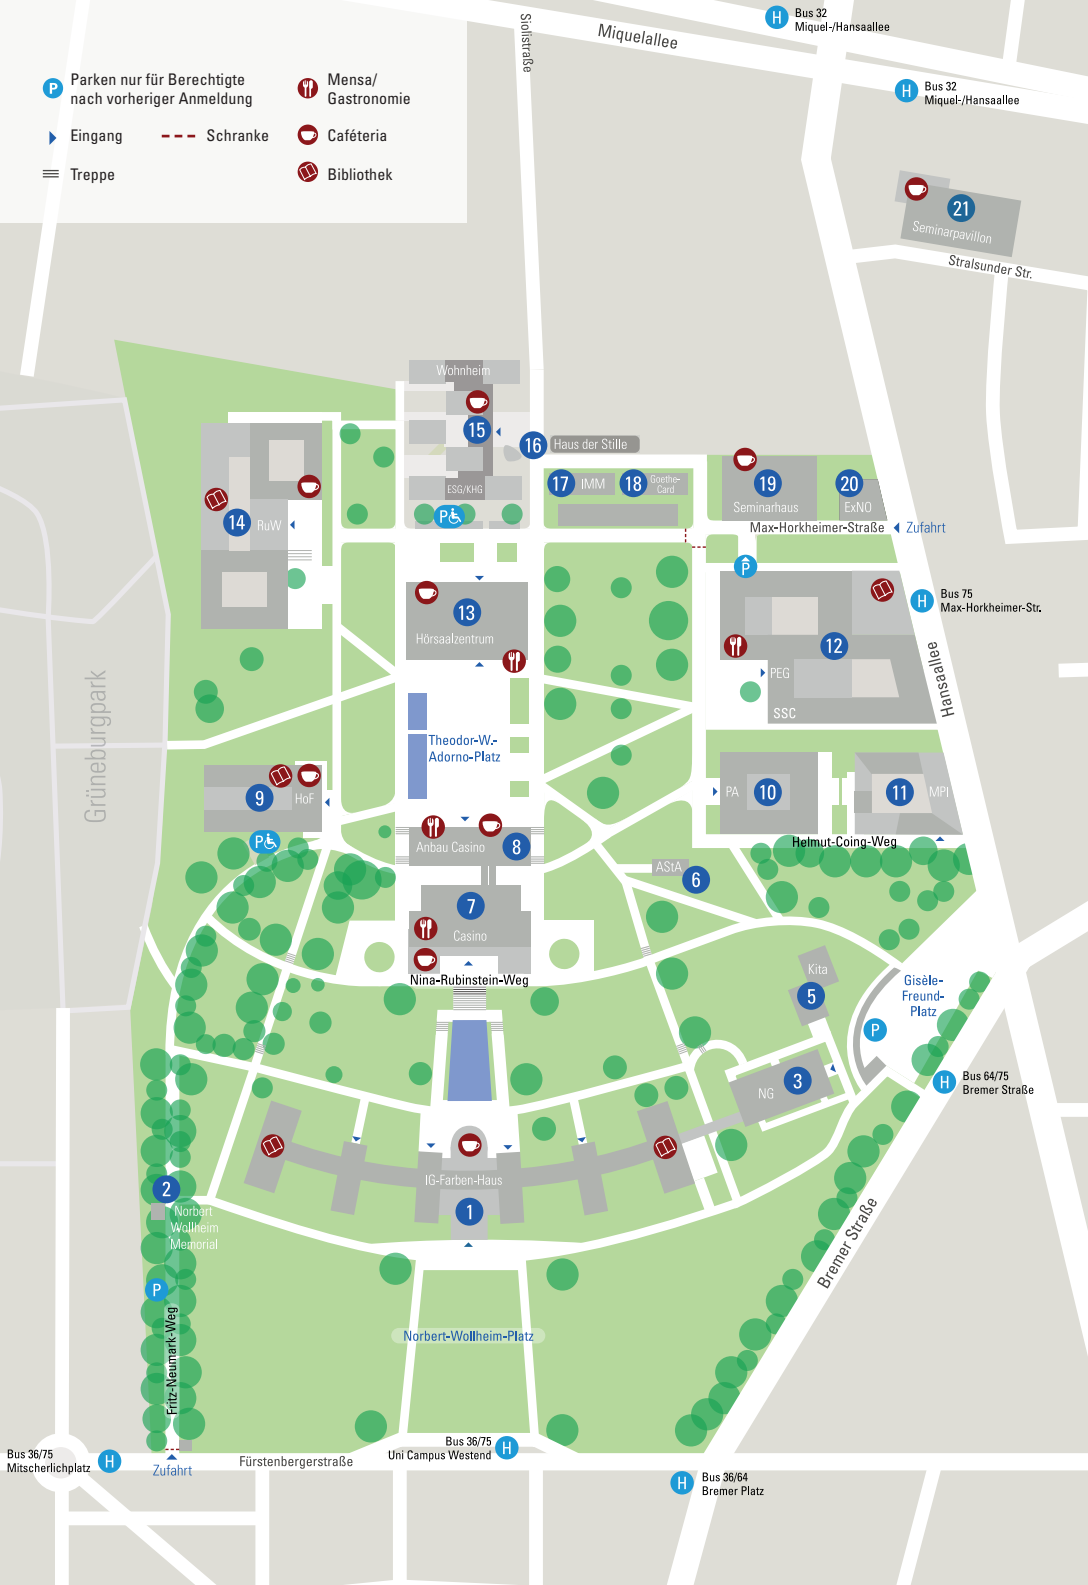 Bus 32
Miquel-/Hansaallee
H
Siolistraße
Miquelallee
P
Parken nur für Berechtigte
nach vorheriger Anmeldung
Mensa/
Gastronomie
H
Bus 32
Miquel-/Hansaallee
Eingang
Schranke
Caféteria
Treppe
Bibliothek
21
Seminarpavillon
Stralsunder Str.
Wohnheim
15
16
Haus der Stille
ESG/KHG
17
IMM
18
Goethe-
Card
19
Seminarhaus
20
ExNO
14
RuW
P
Max-Horkheimer-Straße
Zufahrt
P
H
Bus 75
Max-Horkheimer-Str.
13
Hörsaalzentrum
12
PEG
SSC
Hansaallee
Grüneburgpark
Theodor-W.-
Adorno-Platz
9
HoF
P
PA
10
11
MPI
Helmut-Coing-Weg
Anbau Casino
8
AStA
6
7
Casino
Nina-Rubinstein-Weg
Kita
5
Gisèle-
Freund-
Platz
P
NG
3
H
Bus 64/75
Bremer Straße
IG-Farben-Haus
1
2
Norbert
Wollheim
Memorial
P
Fritz-Neumark-Weg
Bremer Straße
Norbert-Wollheim-Platz
Bus 36/75
Mitscherlichplatz
H
Zufahrt
Fürstenbergerstraße
Bus 36/75
Uni Campus Westend
H
H
Bus 36/64
Bremer Platz